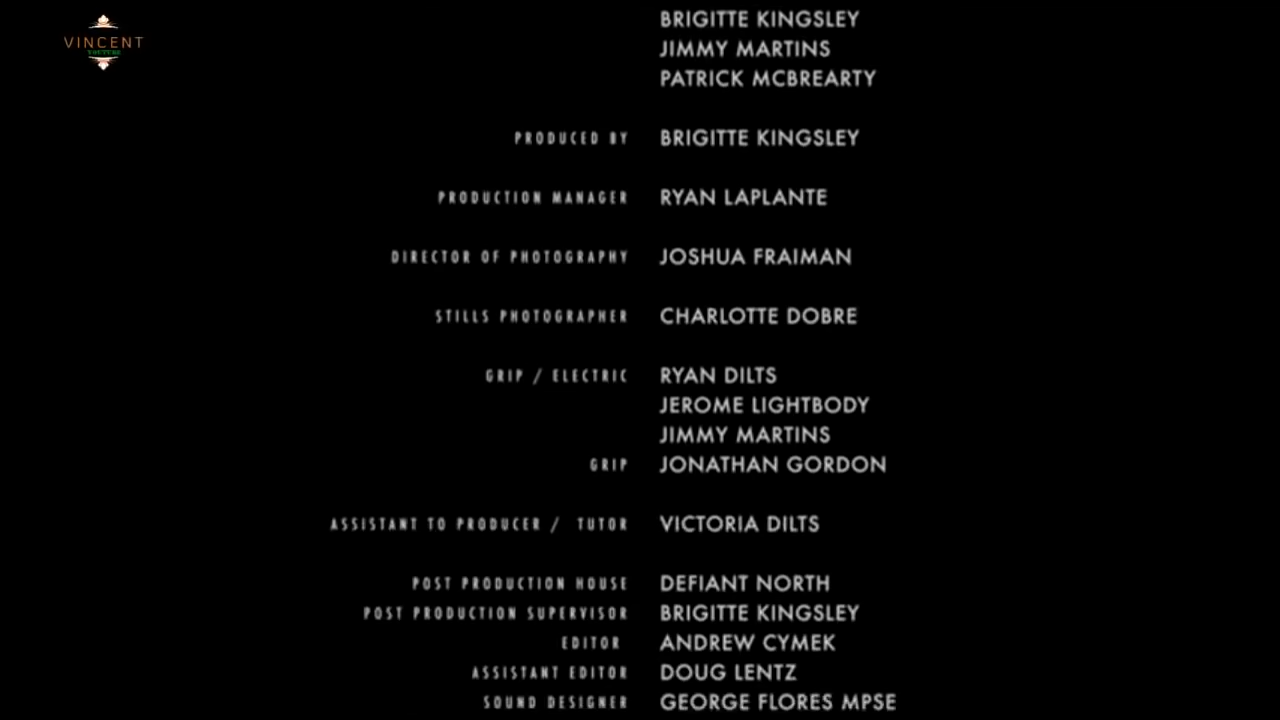 VINCENT
YOUTUBE
BRIGITTE KINGSLEY
JIMMY MARTINS
PATRICK MCBREARTY
PRODUCED BY BRIGITTE KINGSLEY
PRODUCTION MANAGER RYAN LAPLANTE
DIRECTOR OF PHOTOGRAPHY JOSHUA FRAIMAN
STILLS PHOTOGRAPHER CHARLOTTE DOBRE
GRIP / ELECTRIC RYAN DILTS
JEROME LIGHTBODY
JIMMY MARTINS
GRIP JONATHAN GORDON
ASSISTANT TO PRODUCER / TUTOR VICTORIA DILTS
POST PRODUCTION HOUSE DEFIANT NORTH
POST PRODUCTION SUPERVISOR BRIGITTE KINGSLEY
EDITOR ANDREW CYMEK
ASSISTANT EDITOR DOUG LENTZ
SOUND DESIGNER GEORGE FLORES MPSE